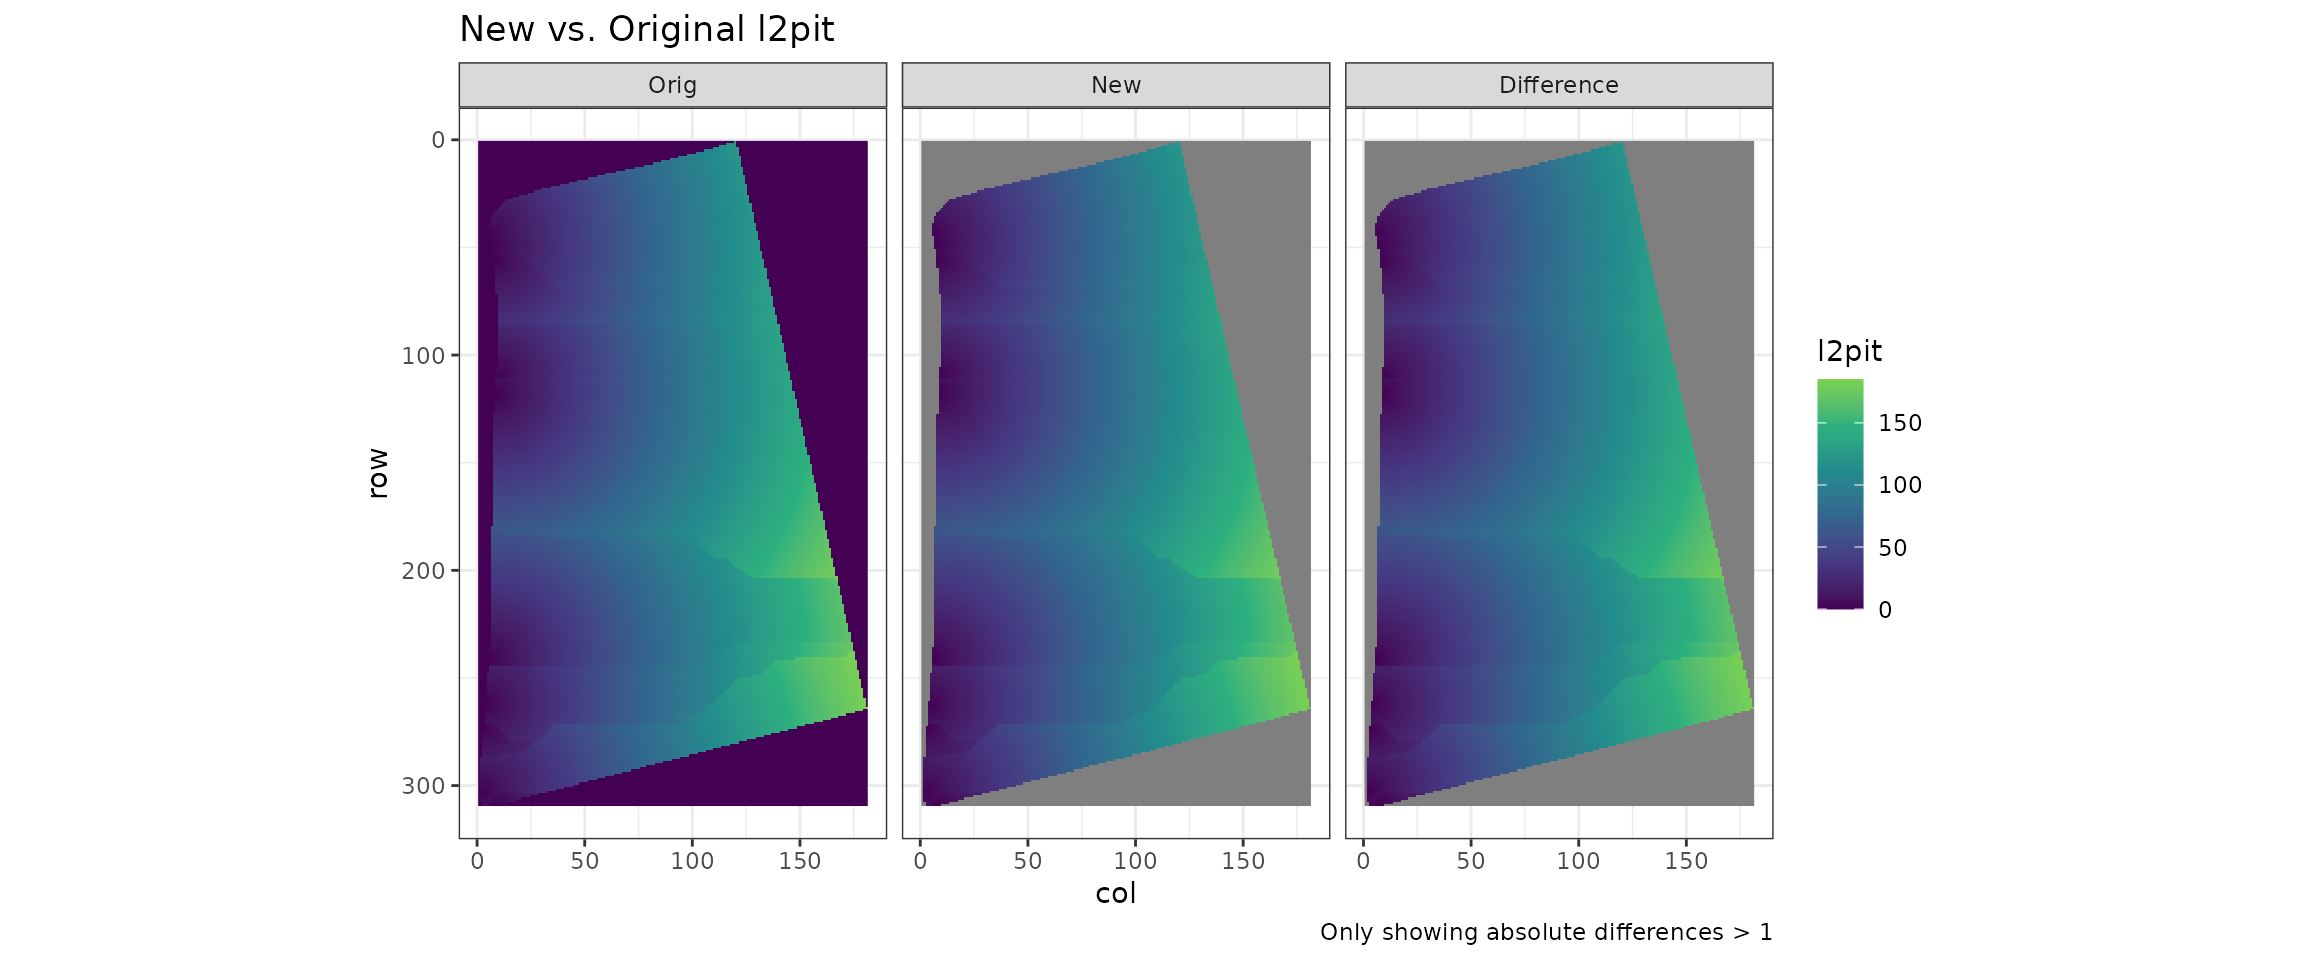 New vs. Original l2pit
Orig
New
Difference
0
100
200
300
row
0 50 100 150
0 50 100 150
0 50 100 150
col
l2pit
150
100
50
0
Only showing absolute differences > 1